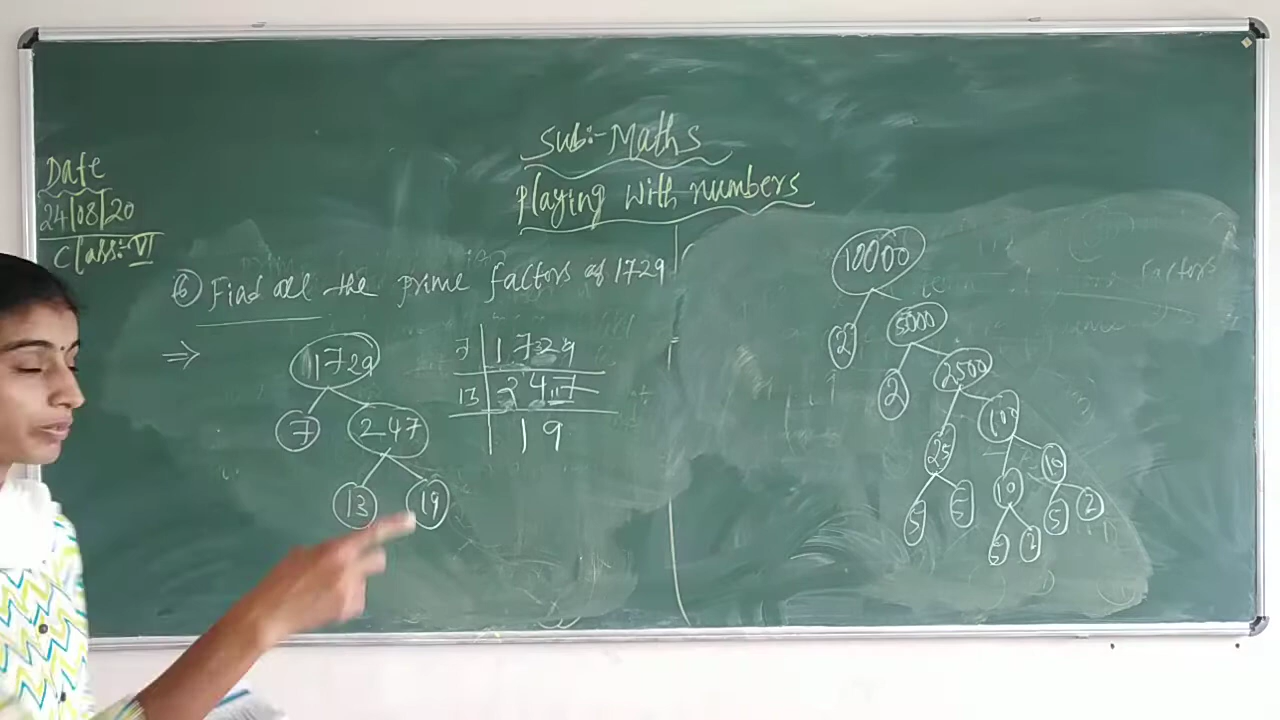 Sub:- Maths
Playing with numbers
Date
24/08/20
Class:- VI
6) Find all the prime factors of 1729
⇒
1729
7 247
13 19
7 | 1729
13 | 247
19
10000
2 5000
2 2500
25 100
5 5 10 10
5 2 5 2
Factors